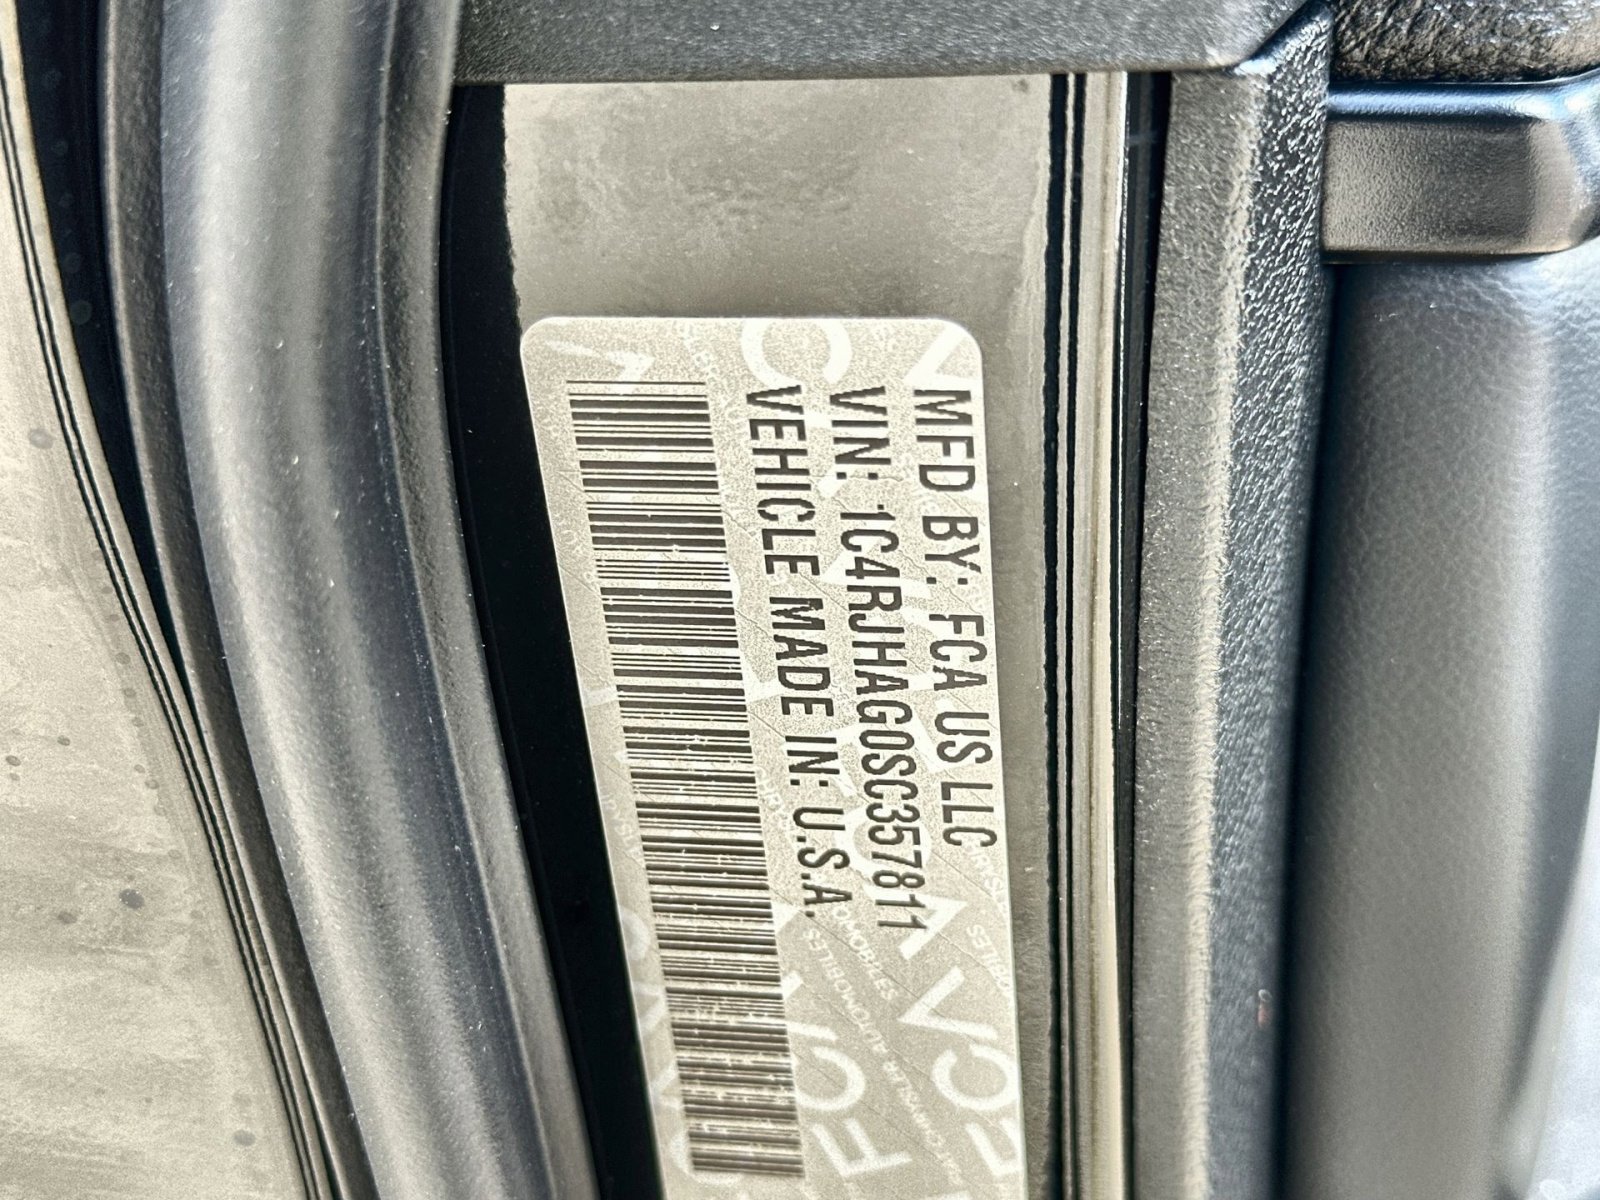 MFD BY: FCA US LLC
VIN: 1C4RJHAG0SC357811
VEHICLE MADE IN: U.S.A.